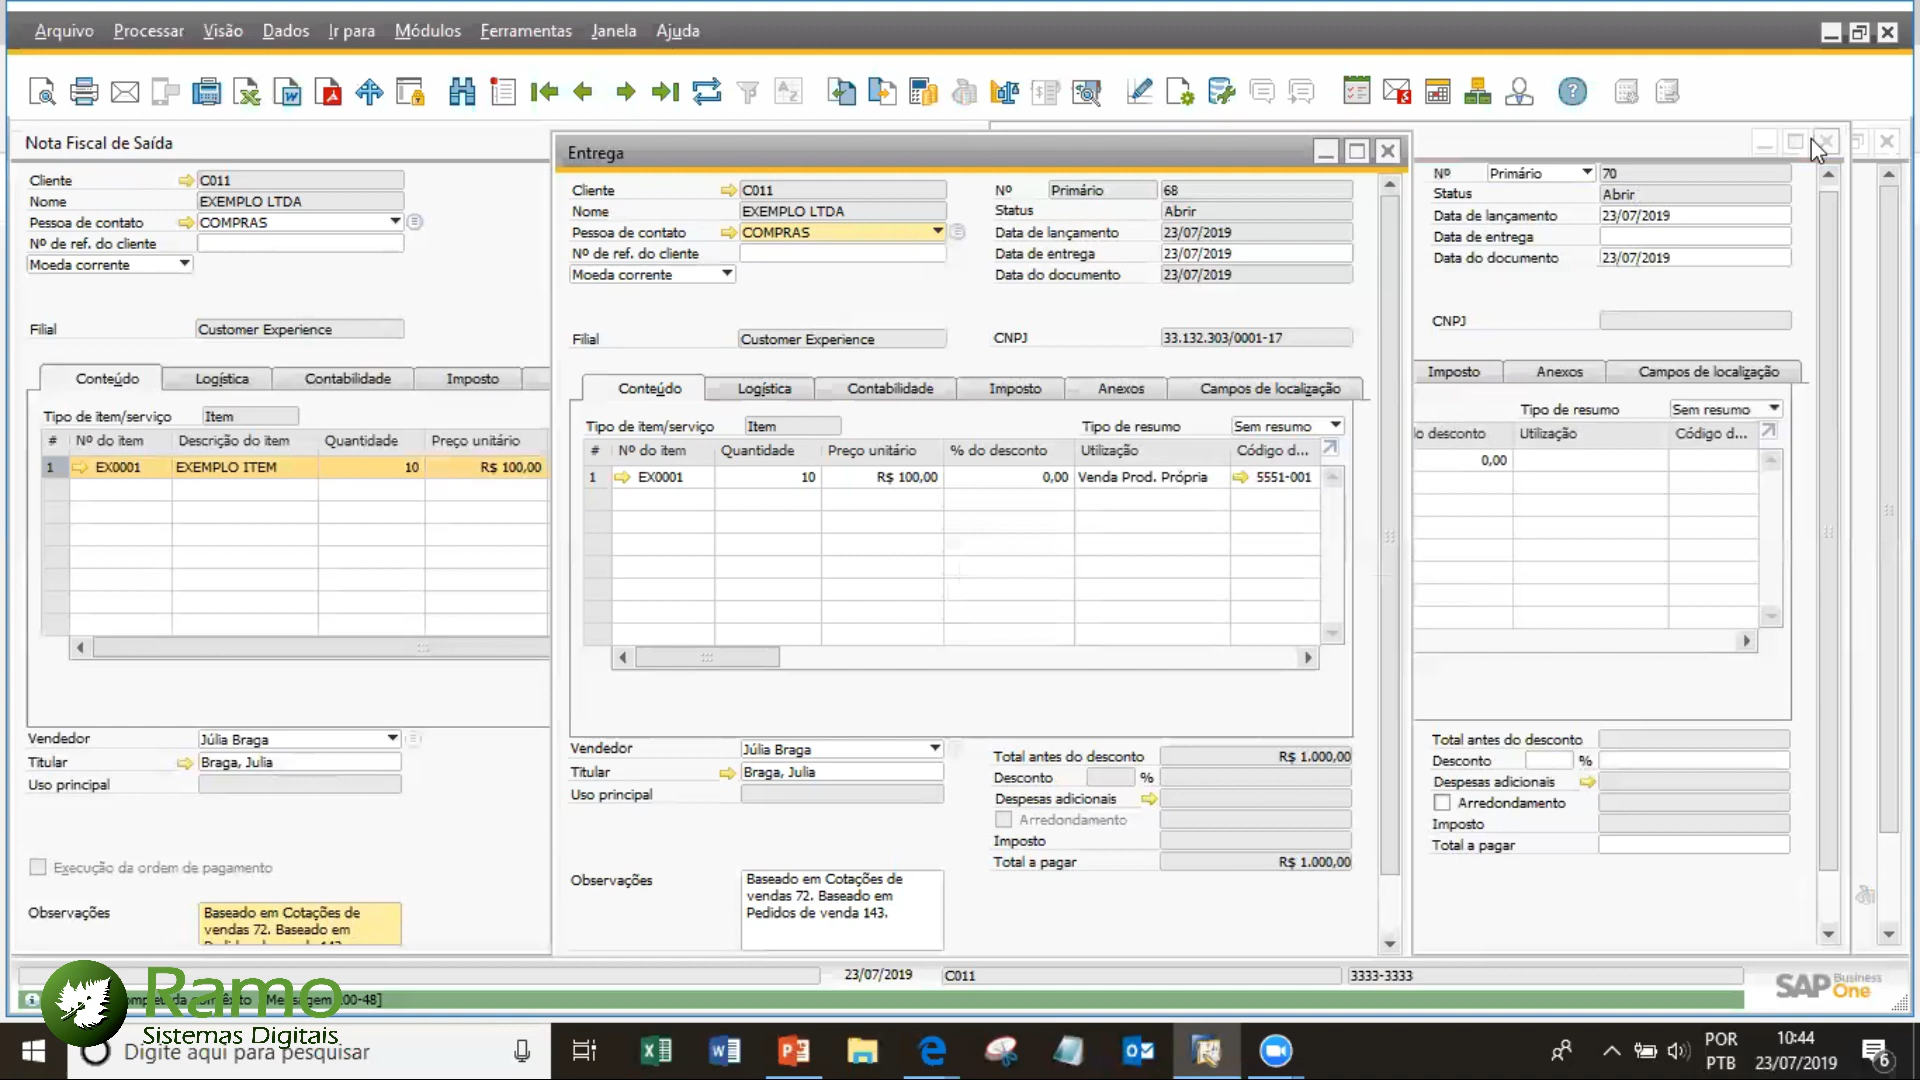 Arquivo Processar Visão Dados Ir para Módulos Ferramentas Janela Ajuda
Nota Fiscal de Saída
Cliente C011
Nome EXEMPLO LTDA
Pessoa de contato COMPRAS
Nº de ref. do cliente
Moeda corrente
Filial Customer Experience
Conteúdo Logística Contabilidade Imposto
Tipo de item/serviço Item
# Nº do item Descrição do item Quantidade Preço unitário
1 EX0001 EXEMPLO ITEM 10 R$ 100,00
Vendedor Júlia Braga
Titular Braga, Julia
Uso principal
Execução da ordem de pagamento
Observações Baseado em Cotações de
vendas 72. Baseado em
Entrega
Cliente C011
Nome EXEMPLO LTDA
Pessoa de contato COMPRAS
Nº de ref. do cliente
Moeda corrente
Nº Primário 68
Status Abrir
Data de lançamento 23/07/2019
Data de entrega 23/07/2019
Data do documento 23/07/2019
Filial Customer Experience
CNPJ 33.132.303/0001-17
Conteúdo Logística Contabilidade Imposto Anexos Campos de localização
Tipo de item/serviço Item
Tipo de resumo Sem resumo
# Nº do item Quantidade Preço unitário % do desconto Utilização Código d...
1 EX0001 10 R$ 100,00 0,00 Venda Prod. Própria 5551-001
Vendedor Júlia Braga
Titular Braga, Julia
Uso principal
Total antes do desconto R$ 1.000,00
Desconto %
Despesas adicionais
Arredondamento
Imposto
Total a pagar R$ 1.000,00
Observações Baseado em Cotações de
vendas 72. Baseado em
Pedidos de venda 143.
Nº Primário 70
Status Abrir
Data de lançamento 23/07/2019
Data de entrega
Data do documento 23/07/2019
CNPJ
Imposto Anexos Campos de localização
Tipo de resumo Sem resumo
do desconto Utilização Código d...
0,00
Total antes do desconto
Desconto %
Despesas adicionais
Arredondamento
Imposto
Total a pagar
23/07/2019 C011 3333-3333
SAP Business
One
Ramo
Sistemas Digitais
Digite aqui para pesquisar
POR
PTB
10:44
23/07/2019
6